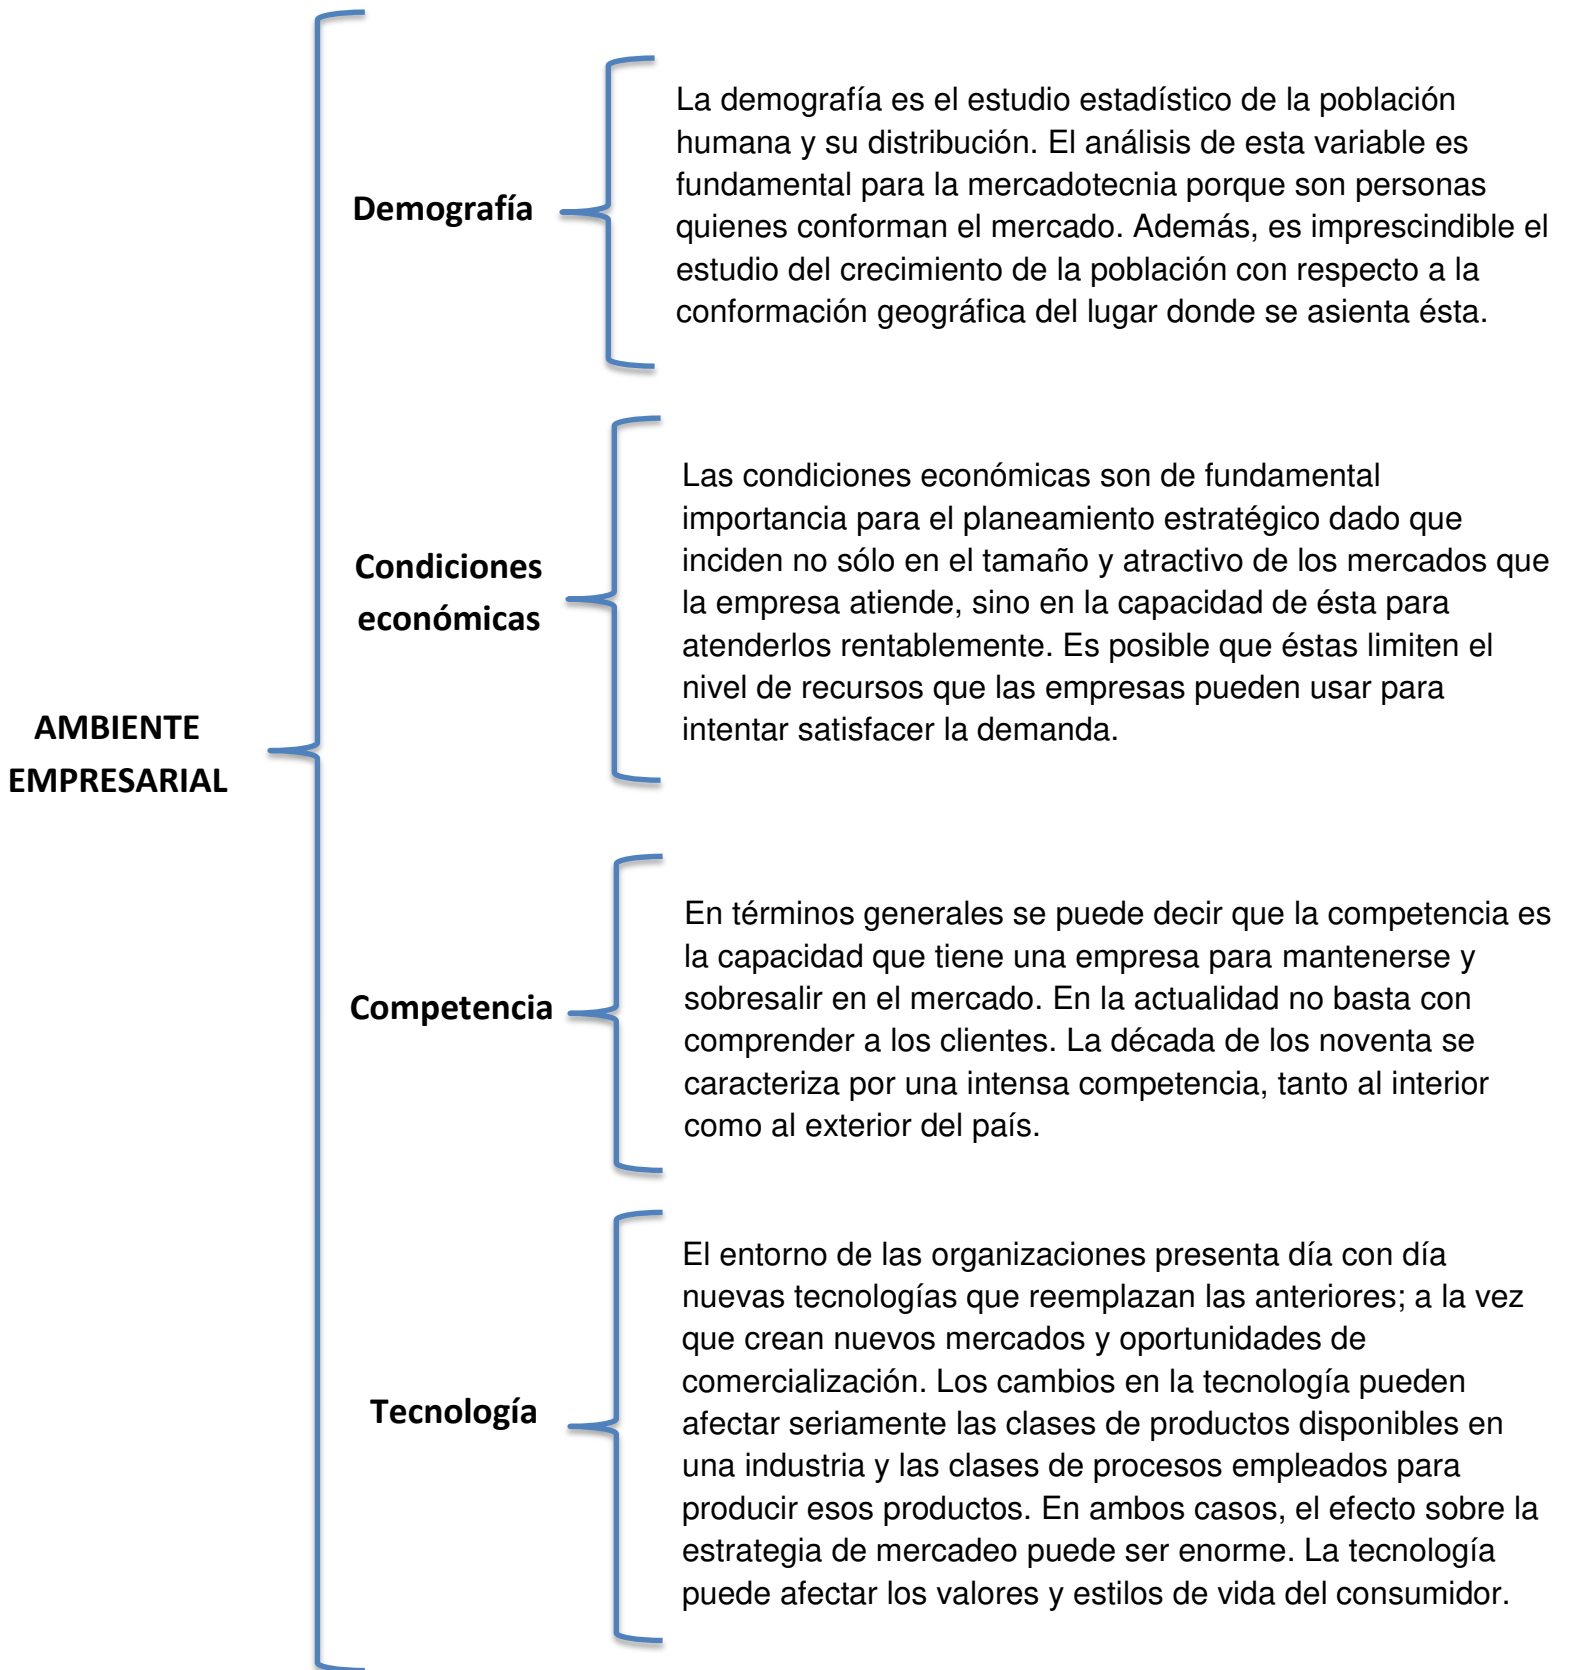 AMBIENTE
EMPRESARIAL
Demografía
La demografía es el estudio estadístico de la población
humana y su distribución. El análisis de esta variable es
fundamental para la mercadotecnia porque son personas
quienes conforman el mercado. Además, es imprescindible el
estudio del crecimiento de la población con respecto a la
conformación geográfica del lugar donde se asienta ésta.
Condiciones
económicas
Las condiciones económicas son de fundamental
importancia para el planeamiento estratégico dado que
inciden no sólo en el tamaño y atractivo de los mercados que
la empresa atiende, sino en la capacidad de ésta para
atenderlos rentablemente. Es posible que éstas limiten el
nivel de recursos que las empresas pueden usar para
intentar satisfacer la demanda.
Competencia
En términos generales se puede decir que la competencia es
la capacidad que tiene una empresa para mantenerse y
sobresalir en el mercado. En la actualidad no basta con
comprender a los clientes. La década de los noventa se
caracteriza por una intensa competencia, tanto al interior
como al exterior del país.
Tecnología
El entorno de las organizaciones presenta día con día
nuevas tecnologías que reemplazan las anteriores; a la vez
que crean nuevos mercados y oportunidades de
comercialización. Los cambios en la tecnología pueden
afectar seriamente las clases de productos disponibles en
una industria y las clases de procesos empleados para
producir esos productos. En ambos casos, el efecto sobre la
estrategia de mercadeo puede ser enorme. La tecnología
puede afectar los valores y estilos de vida del consumidor.